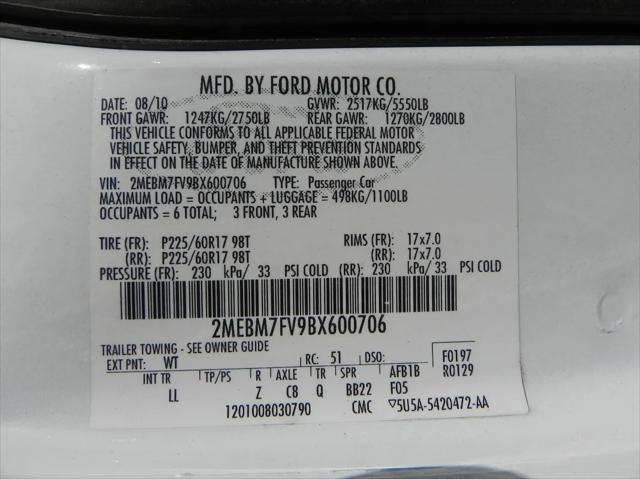 MFD. BY FORD MOTOR CO.
DATE: 08/10 GVWR: 2517KG/5550LB
FRONT GAWR: 1247KG/2750LB REAR GAWR: 1270KG/2800LB
THIS VEHICLE CONFORMS TO ALL APPLICABLE FEDERAL MOTOR
VEHICLE SAFETY, BUMPER, AND THEFT PREVENTION STANDARDS
IN EFFECT ON THE DATE OF MANUFACTURE SHOWN ABOVE.
VIN: 2MEBM7FV9BX600706 TYPE: Passenger Car
MAXIMUM LOAD = OCCUPANTS + LUGGAGE = 498KG/1100LB
OCCUPANTS = 6 TOTAL; 3 FRONT, 3 REAR
TIRE (FR): P225/60R17 98T RIMS (FR): 17x7.0
(RR): P225/60R17 98T (RR): 17x7.0
PRESSURE (FR): 230 kPa/ 33 PSI COLD (RR): 230 kPa/ 33 PSI COLD
2MEBM7FV9BX600706
TRAILER TOWING - SEE OWNER GUIDE
EXT PNT: WT RC: 51 DSO: F0197
INT TR TP/PS R AXLE TR SPR AFB1B R0129
LL Z C8 Q BB22 F05
1201008030790 CMC ▽5U5A-5420472-AA